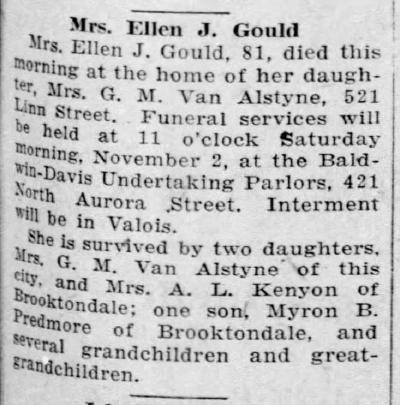 Mrs. Ellen J. Gould
Mrs. Ellen J. Gould, 81, died this
morning at the home of her daugh-
ter, Mrs. G. M. Van Alstyne, 521
Linn Street. Funeral services will
be held at 11 o'clock Saturday
morning, November 2, at the Bald-
win-Davis Undertaking Parlors, 421
North Aurora Street. Interment
will be in Valois.
She is survived by two daughters,
Mrs. G. M. Van Alstyne of this
city, and Mrs. A. L. Kenyon of
Brooktondale; one son, Myron B.
Predmore of Brooktondale, and
several grandchildren and great-
grandchildren.